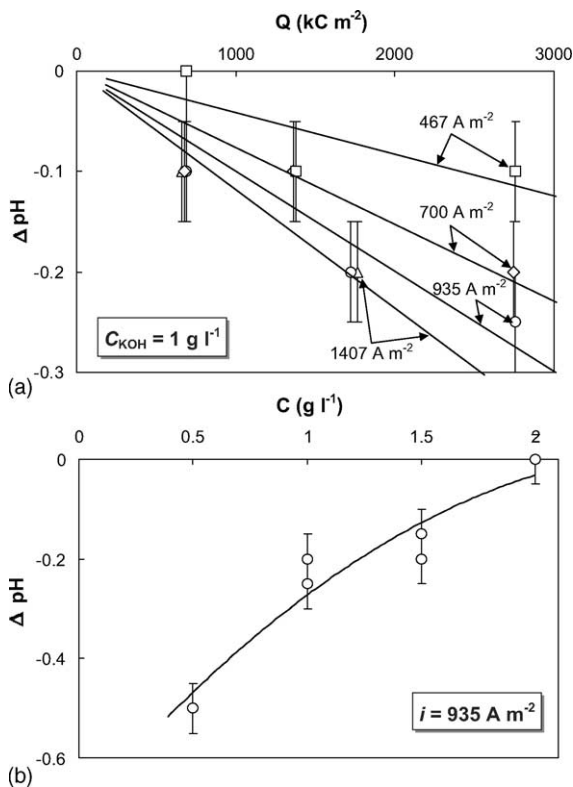 Q (kC m-2)
0 1000 2000 3000
0
-0.1
-0.2
-0.3
Δ pH
467 A m-2
700 A m-2
935 A m-2
1407 A m-2
CKOH = 1 g l-1
(a)
C (g l-1)
0 0.5 1 1.5 2
0
-0.2
-0.4
-0.6
Δ pH
i = 935 A m-2
(b)